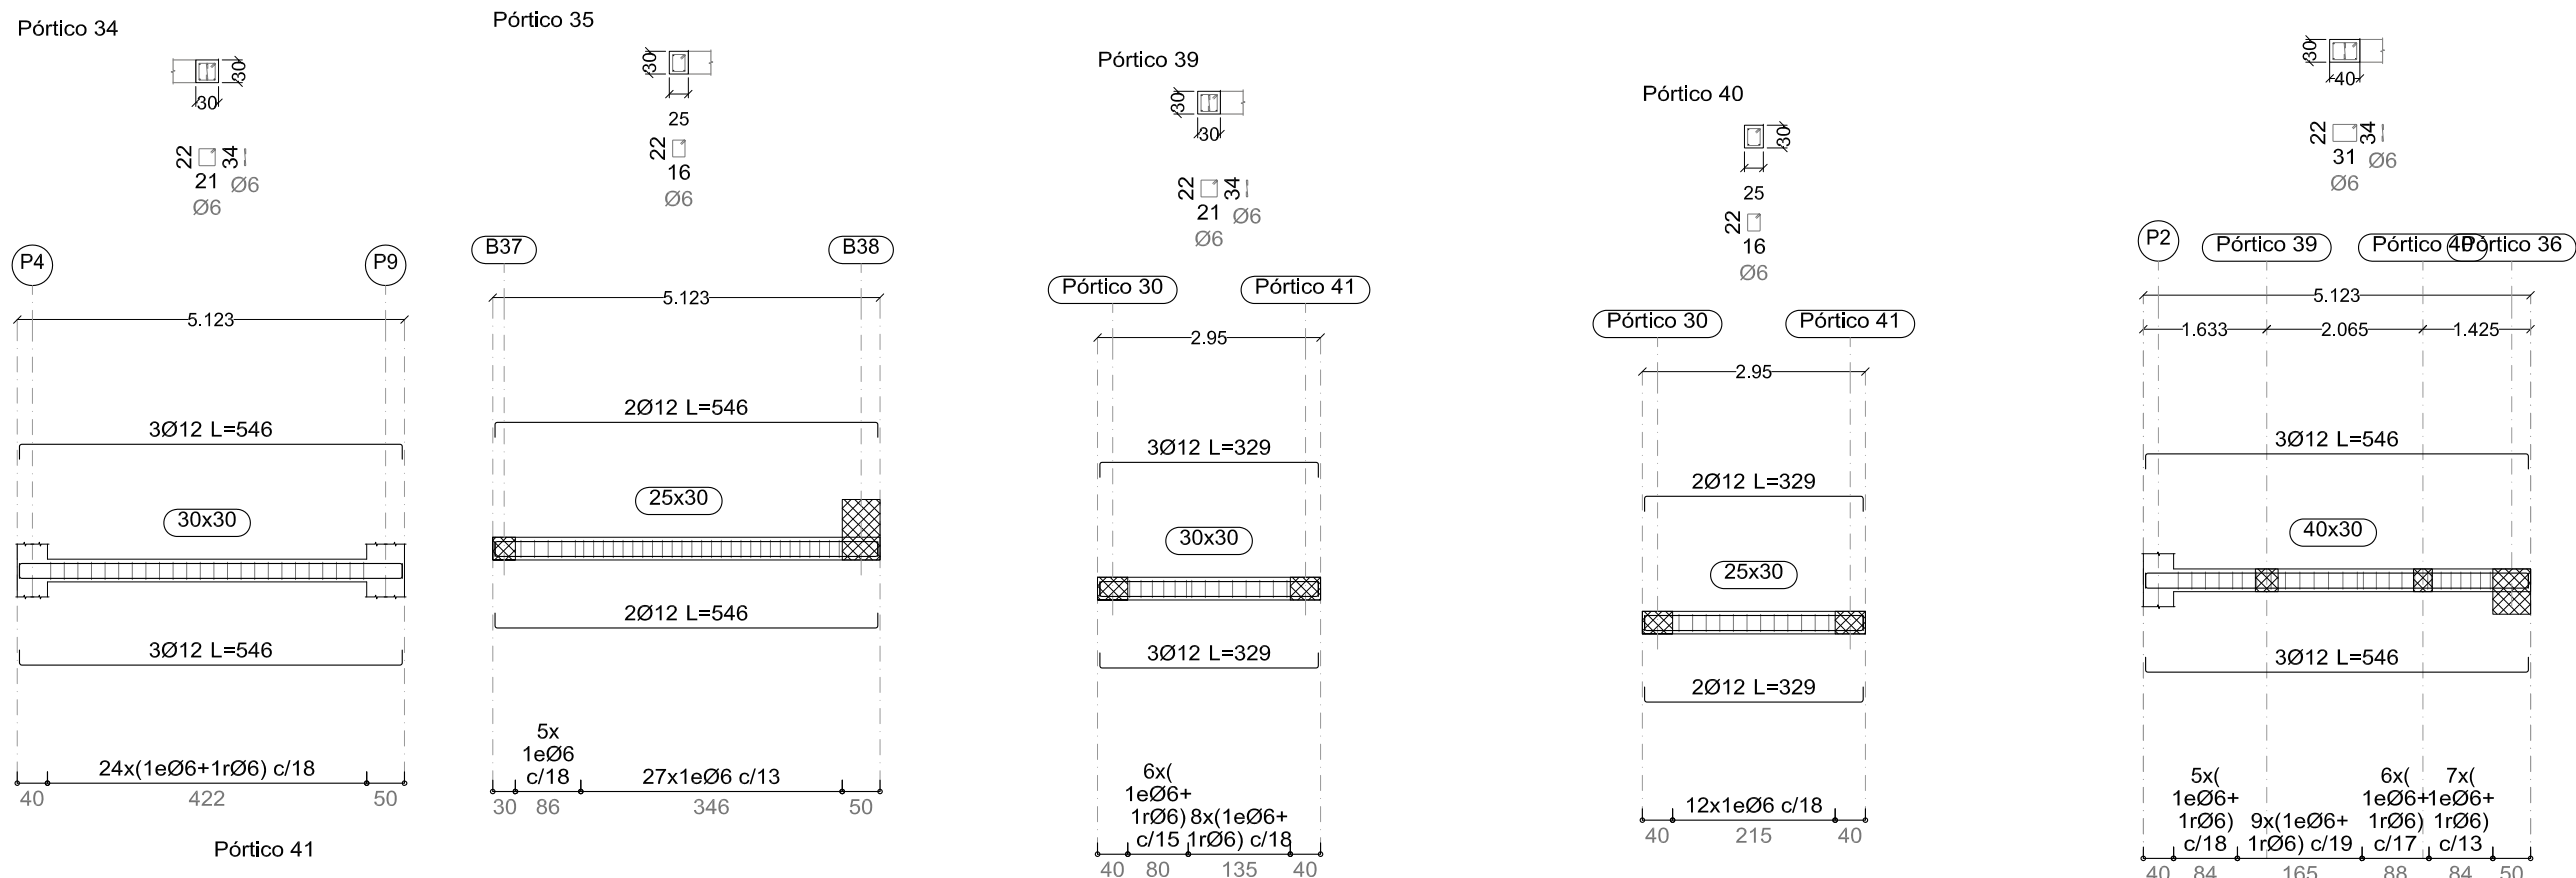 Pórtico 34
30
30
22
21
Ø6
34
Ø6
P4
P9
5.123
3Ø12 L=546
30x30
3Ø12 L=546
24x(1eØ6+1rØ6) c/18
40
422
50
Pórtico 35
30
25
22
16
Ø6
B37
B38
5.123
2Ø12 L=546
25x30
2Ø12 L=546
5x
1eØ6
c/18
27x1eØ6 c/13
30
86
346
50
Pórtico 39
30
30
22
21
Ø6
34
Ø6
Pórtico 30
Pórtico 41
2.95
3Ø12 L=329
30x30
3Ø12 L=329
6x(
1eØ6+
1rØ6)
c/15
8x(1eØ6+
1rØ6) c/18
40
80
135
40
Pórtico 40
30
25
22
16
Ø6
Pórtico 30
Pórtico 41
2.95
2Ø12 L=329
25x30
2Ø12 L=329
12x1eØ6 c/18
40
215
40
30
40
22
31
Ø6
34
Ø6
P2
Pórtico 39
Pórtico 40
Pórtico 36
5.123
1.633
2.065
1.425
3Ø12 L=546
40x30
3Ø12 L=546
5x(
1eØ6+
1rØ6)
c/18
9x(1eØ6+
1rØ6) c/19
6x(
1eØ6+
1rØ6)
c/17
7x(
1eØ6+
1rØ6)
c/13
40
84
165
88
84
50
Pórtico 41